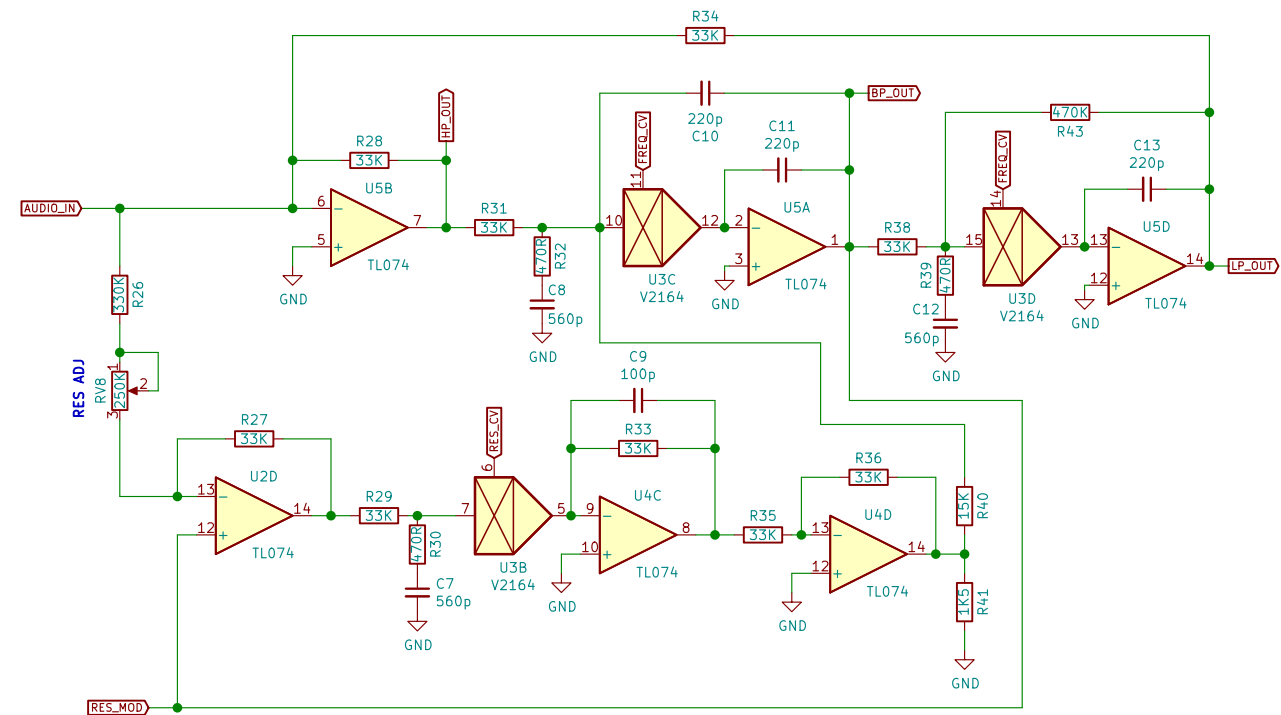 R34
33K
BP_OUT
220p
C10
C11
220p
470K
R43
C13
220p
HP_OUT
R28
33K
U5B
6
5
7
TL074
GND
AUDIO_IN
R31
33K
470R
R32
C8
560p
GND
FREQ_CV
11
10
12
U3C
V2164
U5A
2
3
1
TL074
GND
R38
33K
R39
470R
C12
560p
GND
FREQ_CV
14
15
13
U3D
V2164
U5D
13
12
14
TL074
GND
LP_OUT
330K
R26
RES ADJ
RV8
250K
1
2
3
R27
33K
U2D
13
12
14
TL074
R29
33K
470R
R30
C7
560p
GND
RES_CV
6
7
5
U3B
V2164
C9
100p
R33
33K
U4C
9
10
8
TL074
GND
R35
33K
R36
33K
U4D
13
12
14
TL074
GND
15K
R40
1K5
R41
GND
RES_MOD